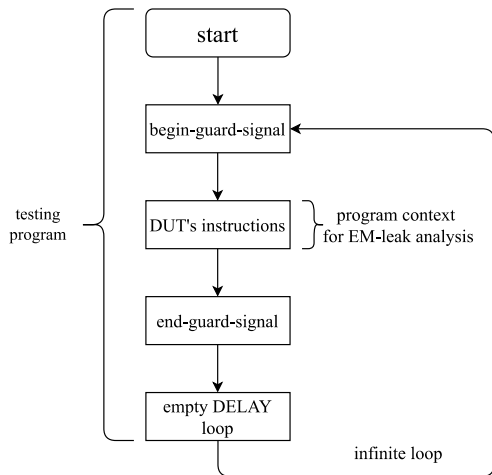 start
begin-guard-signal
testing
program
DUT's instructions
program context
for EM-leak analysis
end-guard-signal
empty DELAY
loop
infinite loop